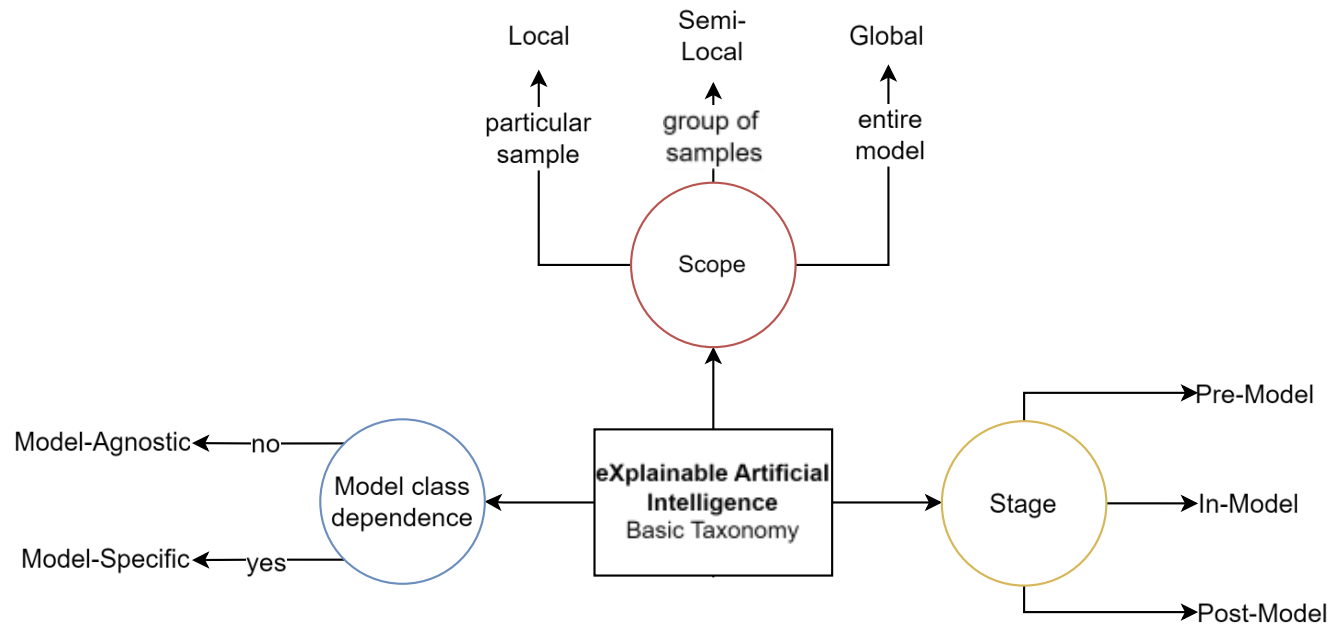 Local
Semi-
Local
Global
particular
sample
group of
samples
entire
model
Scope
Model-Agnostic
no
Model class
dependence
Model-Specific
yes
eXplainable Artificial
Intelligence
Basic Taxonomy
Stage
Pre-Model
In-Model
Post-Model